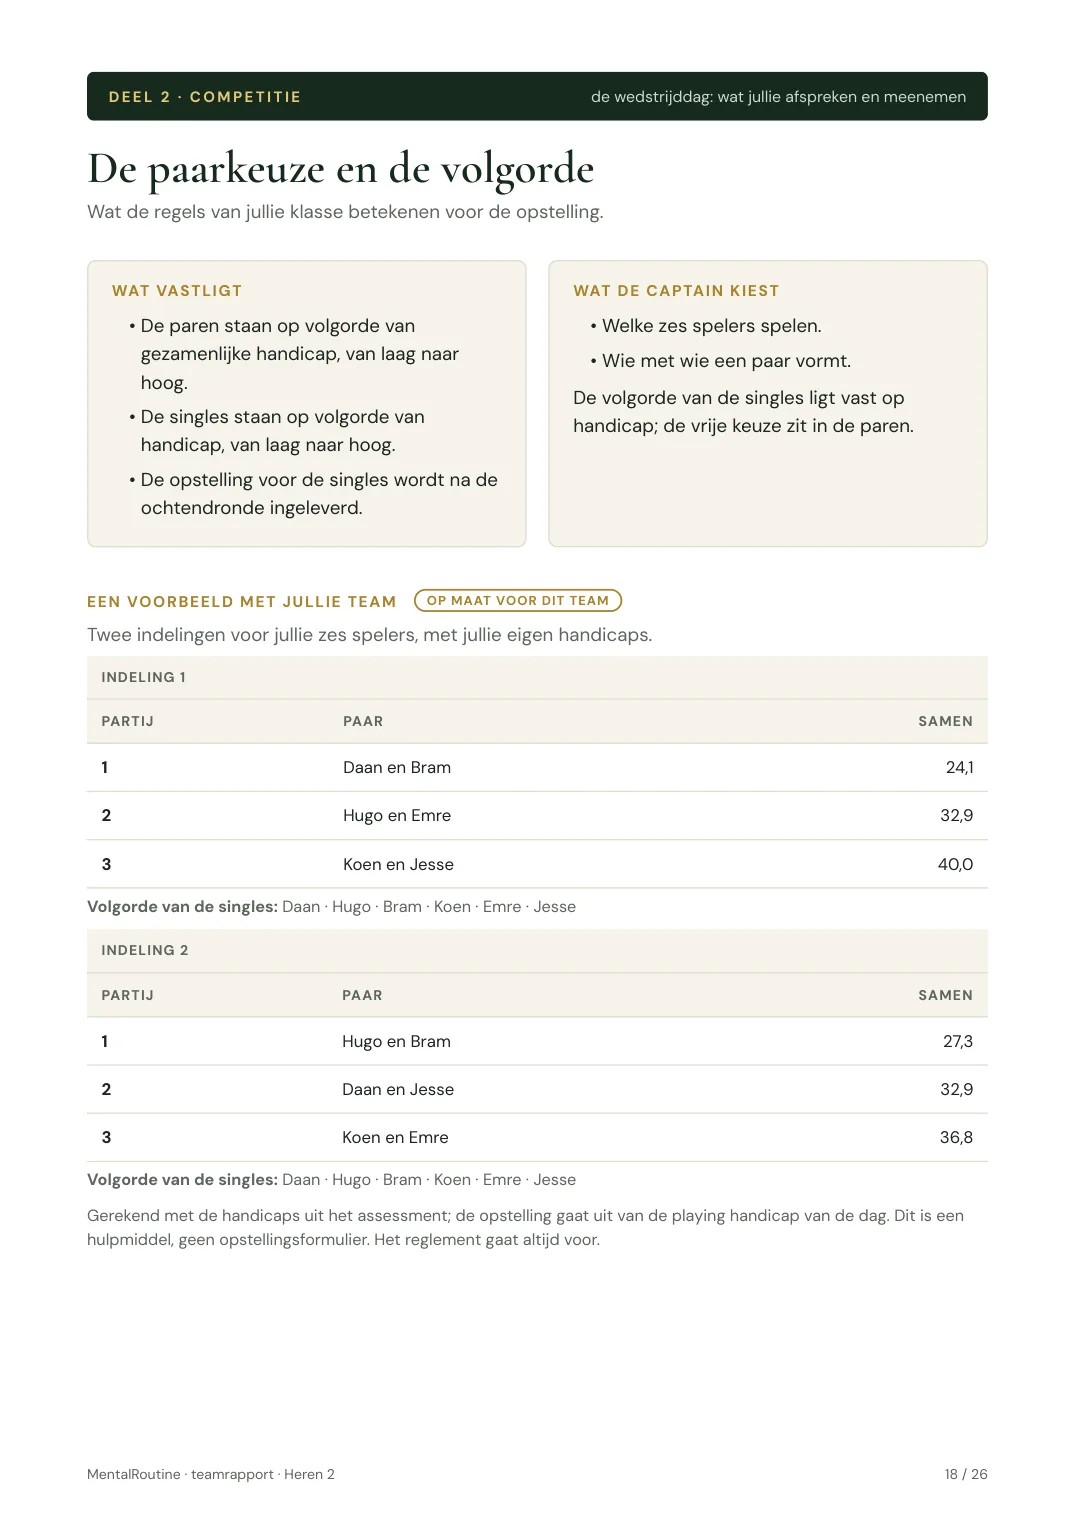 DEEL 2 · COMPETITIE
de wedstrijddag: wat jullie afspreken en meenemen
De paarkeuze en de volgorde
Wat de regels van jullie klasse betekenen voor de opstelling.
WAT VASTLIGT
• De paren staan op volgorde van
gezamenlijke handicap, van laag naar
hoog.
• De singles staan op volgorde van
handicap, van laag naar hoog.
• De opstelling voor de singles wordt na de
ochtendronde ingeleverd.
WAT DE CAPTAIN KIEST
• Welke zes spelers spelen.
• Wie met wie een paar vormt.
De volgorde van de singles ligt vast op
handicap; de vrije keuze zit in de paren.
EEN VOORBEELD MET JULLIE TEAM OP MAAT VOOR DIT TEAM
Twee indelingen voor jullie zes spelers, met jullie eigen handicaps.
INDELING 1
PARTIJ PAAR SAMEN
1 Daan en Bram 24,1
2 Hugo en Emre 32,9
3 Koen en Jesse 40,0
Volgorde van de singles: Daan · Hugo · Bram · Koen · Emre · Jesse
INDELING 2
PARTIJ PAAR SAMEN
1 Hugo en Bram 27,3
2 Daan en Jesse 32,9
3 Koen en Emre 36,8
Volgorde van de singles: Daan · Hugo · Bram · Koen · Emre · Jesse
Gerekend met de handicaps uit het assessment; de opstelling gaat uit van de playing handicap van de dag. Dit is een
hulpmiddel, geen opstellingsformulier. Het reglement gaat altijd voor.
MentalRoutine · teamrapport · Heren 2
18 / 26